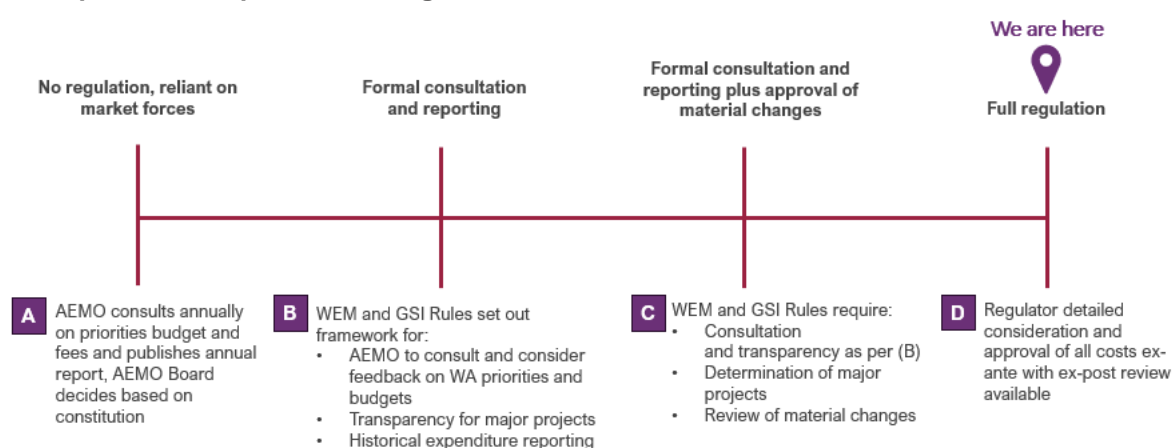 We are here
No regulation, reliant on
market forces
Formal consultation
and reporting
Formal consultation and
reporting plus approval of
material changes
Full regulation
A
AEMO consults annually
on priorities budget and
fees and publishes annual
report, AEMO Board
decides based on
constitution
B
WEM and GSI Rules set out
framework for:
• AEMO to consult and consider
feedback on WA priorities and
budgets
• Transparency for major projects
• Historical expenditure reporting
C
WEM and GSI Rules require:
• Consultation
and transparency as per (B)
• Determination of major
projects
• Review of material changes
D
Regulator detailed
consideration and
approval of all costs ex-
ante with ex-post review
available